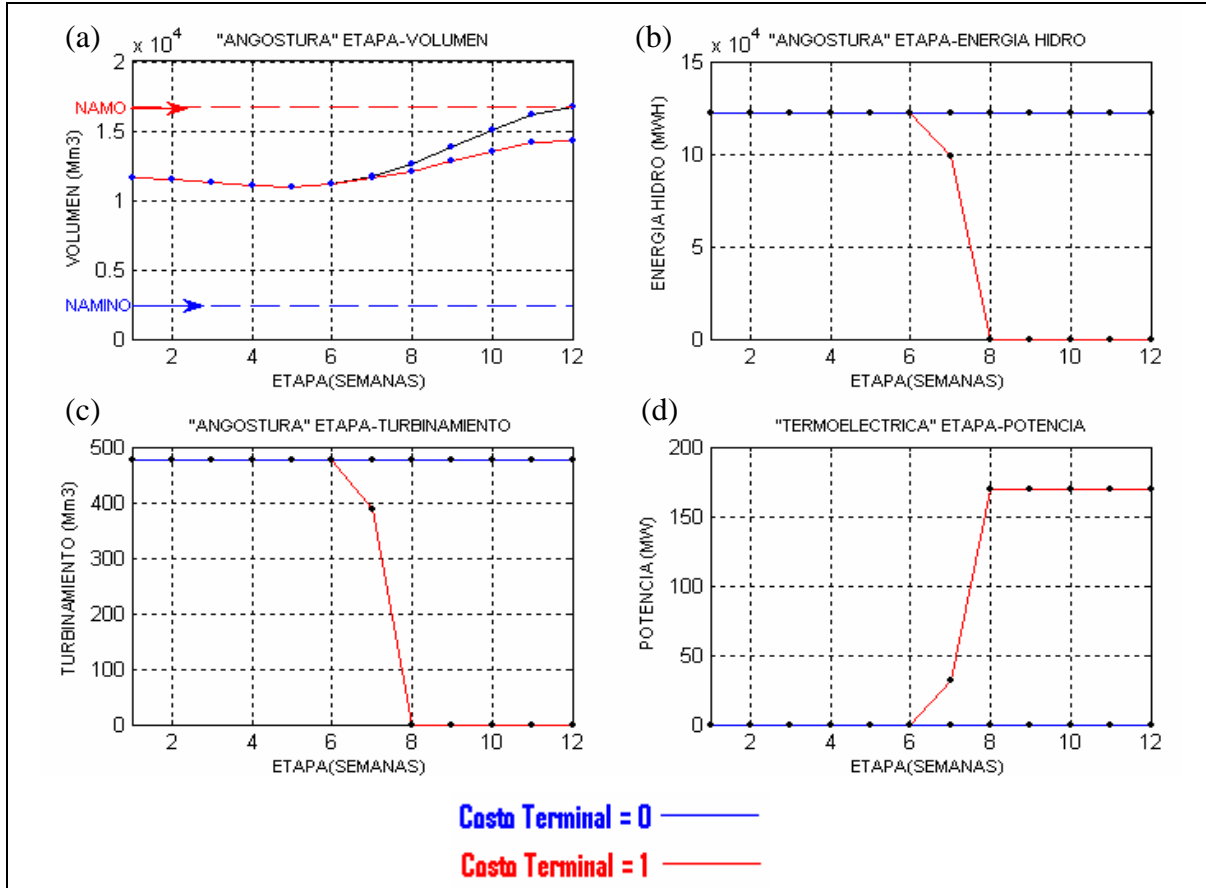 (a)
"ANGOSTURA" ETAPA-VOLUMEN
x 10^4
2
1.5
1
0.5
0
VOLUMEN (Mm3)
NAMO
NAMINO
2 4 6 8 10 12
ETAPA(SEMANAS)
(b)
"ANGOSTURA" ETAPA-ENERGIA HIDRO
x 10^4
15
10
5
0
ENERGIA HIDRO (MWH)
2 4 6 8 10 12
ETAPA(SEMANAS)
(c)
"ANGOSTURA" ETAPA-TURBINAMIENTO
500
400
300
200
100
0
TURBINAMIENTO (Mm3)
2 4 6 8 10 12
ETAPA(SEMANAS)
(d)
"TERMOELECTRICA" ETAPA-POTENCIA
200
150
100
50
0
POTENCIA (MW)
2 4 6 8 10 12
ETAPA(SEMANAS)
Costo Terminal = 0
Costo Terminal = 1